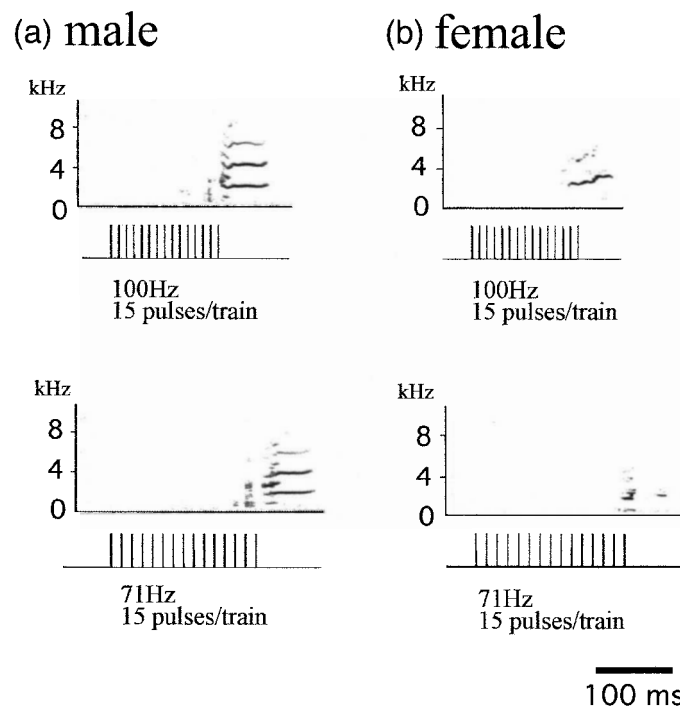 (a) male
(b) female
kHz
8
4
0
100Hz
15 pulses/train
kHz
8
4
0
100Hz
15 pulses/train
kHz
8
4
0
71Hz
15 pulses/train
kHz
8
4
0
71Hz
15 pulses/train
100 ms